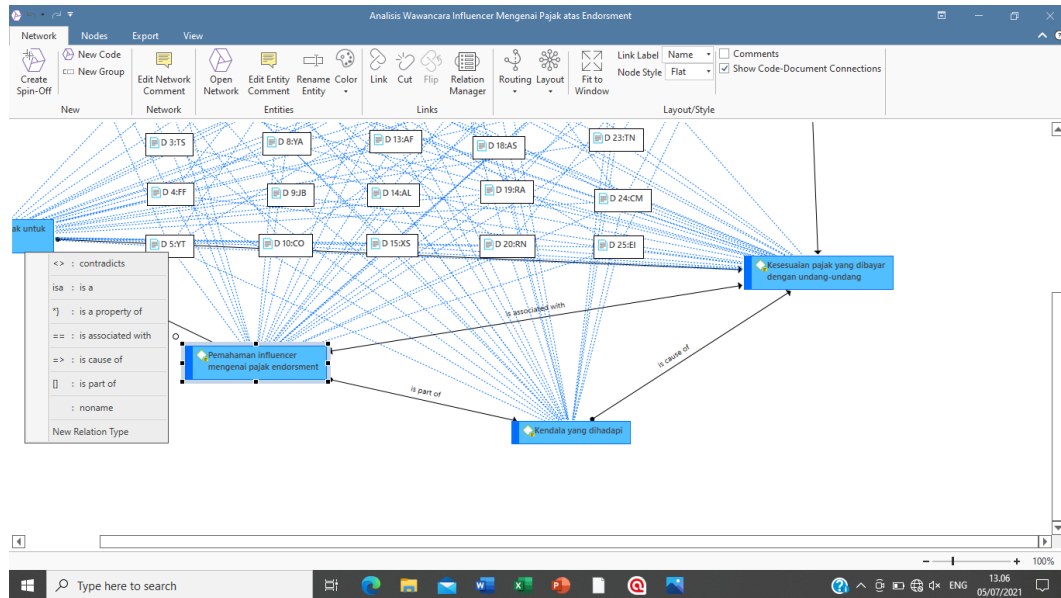 Analisis Wawancara Influencer Mengenai Pajak atas Endorsment
Network Nodes Export View
Create Spin-Off
New Code
New Group
New
Edit Network Comment
Network
Open Network
Edit Entity Comment
Rename Entity
Color
Entities
Link
Cut
Flip
Relation Manager
Links
Routing
Layout
Fit to Window
Link Label Name
Node Style Flat
Comments
Show Code-Document Connections
Layout/Style
D 3:TS
D 8:YA
D 13:AF
D 18:AS
D 23:TN
D 4:FF
D 9:JB
D 14:AL
D 19:RA
D 24:CM
ak untuk
D 5:YT
D 10:CO
D 15:XS
D 20:RN
D 25:EI
<> : contradicts
isa : is a
*} : is a property of
== : is associated with
=> : is cause of
[] : is part of
: noname
New Relation Type
Kesesuaian pajak yang dibayar
dengan undang-undang
is associated with
Pemahaman influencer
mengenai pajak endorsment
is cause of
is part of
Kendala yang dihadapi
100%
Type here to search
ENG
13.06
05/07/2021